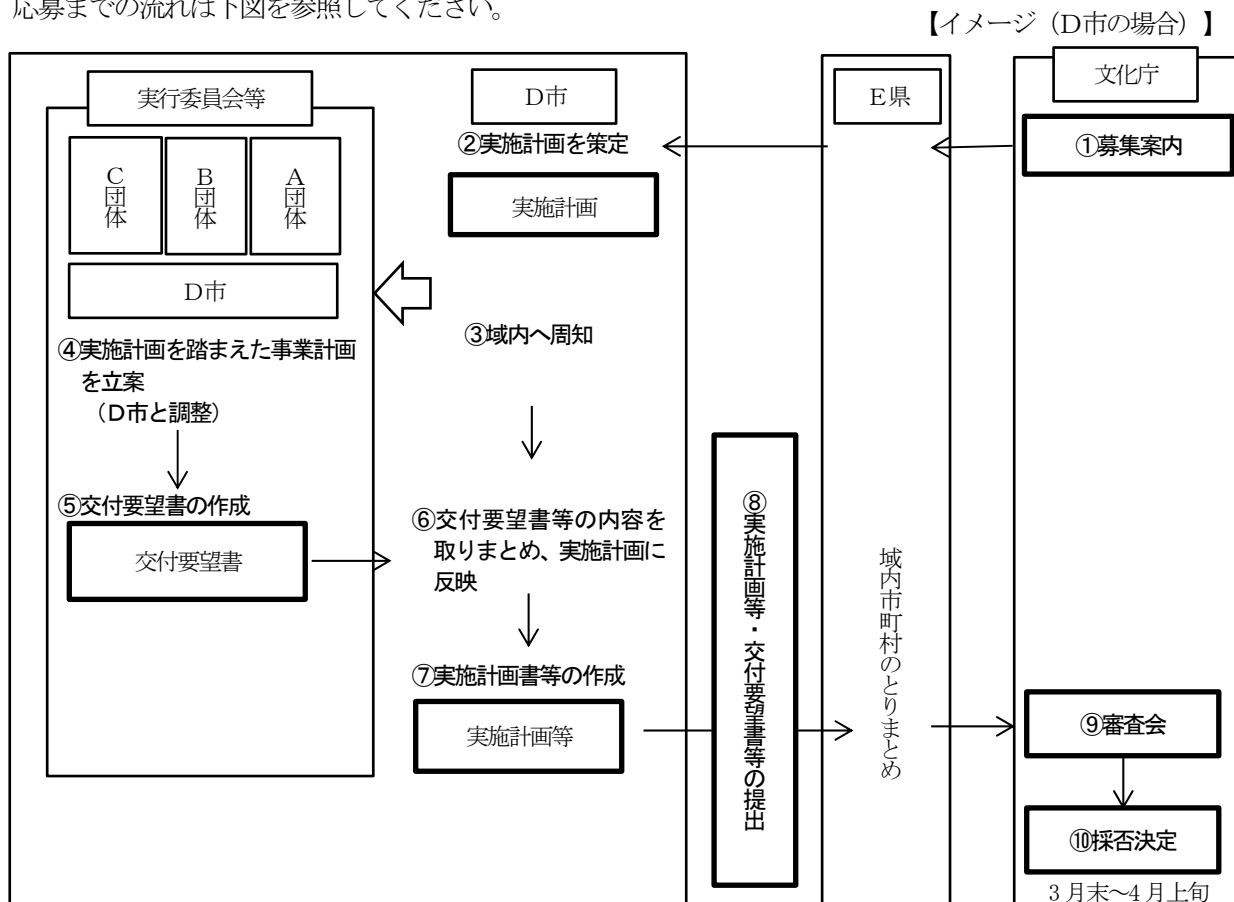 応募までの流れは下図を参照してください。
【イメージ（D市の場合）】
実行委員会等
D市
E県
文化庁
①募集案内
②実施計画を策定
C団体
B団体
A団体
実施計画
D市
③域内へ周知
④実施計画を踏まえた事業計画
を立案
（D市と調整）
⑤交付要望書の作成
交付要望書
⑥交付要望書等の内容を
取りまとめ、実施計画に
反映
⑦実施計画書等の作成
実施計画等
⑧実施計画等・交付要望書等の提出
域内市町村のとりまとめ
⑨審査会
⑩採否決定
3月末～4月上旬